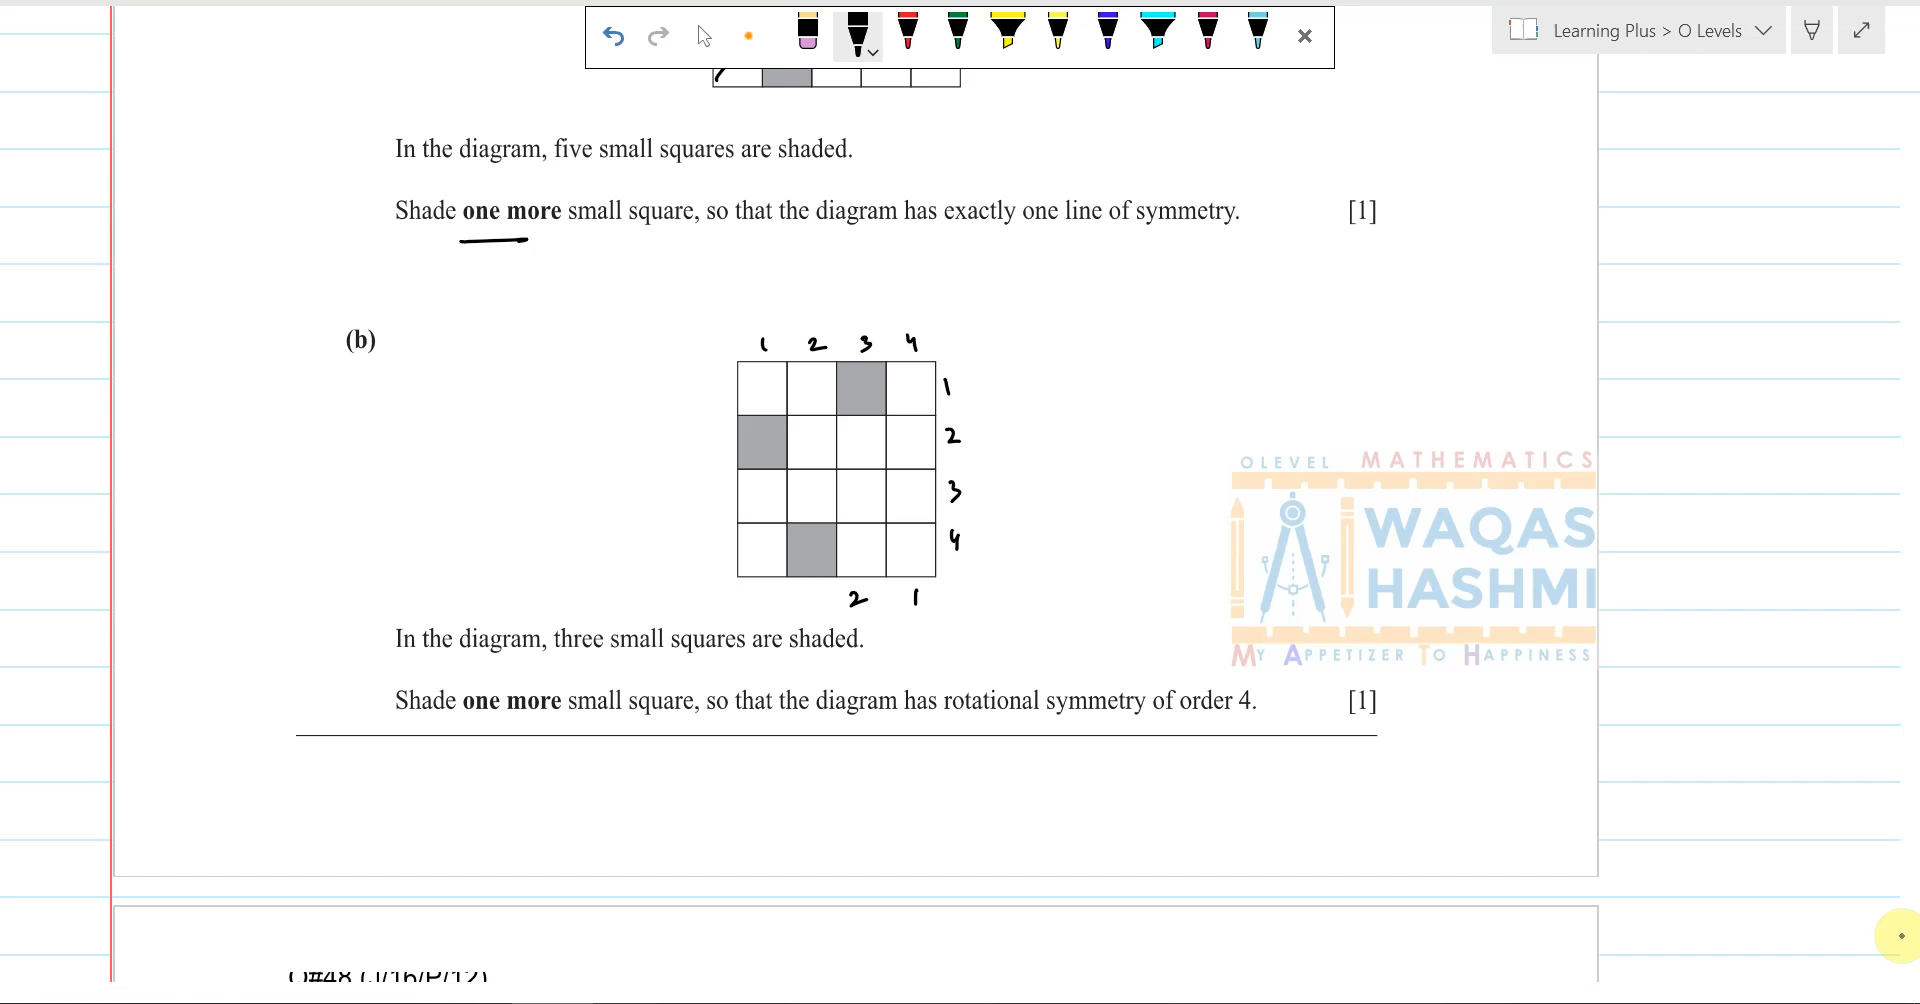 Learning Plus > O Levels
In the diagram, five small squares are shaded.
Shade one more small square, so that the diagram has exactly one line of symmetry. [1]
(b)
1 2 3 4
1
2
3
4
2 1
OLEVEL MATHEMATICS
WAQAS
HASHMI
MY APPETIZER TO HAPPINESS
In the diagram, three small squares are shaded.
Shade one more small square, so that the diagram has rotational symmetry of order 4. [1]
Q#48 (J/16/P/12)